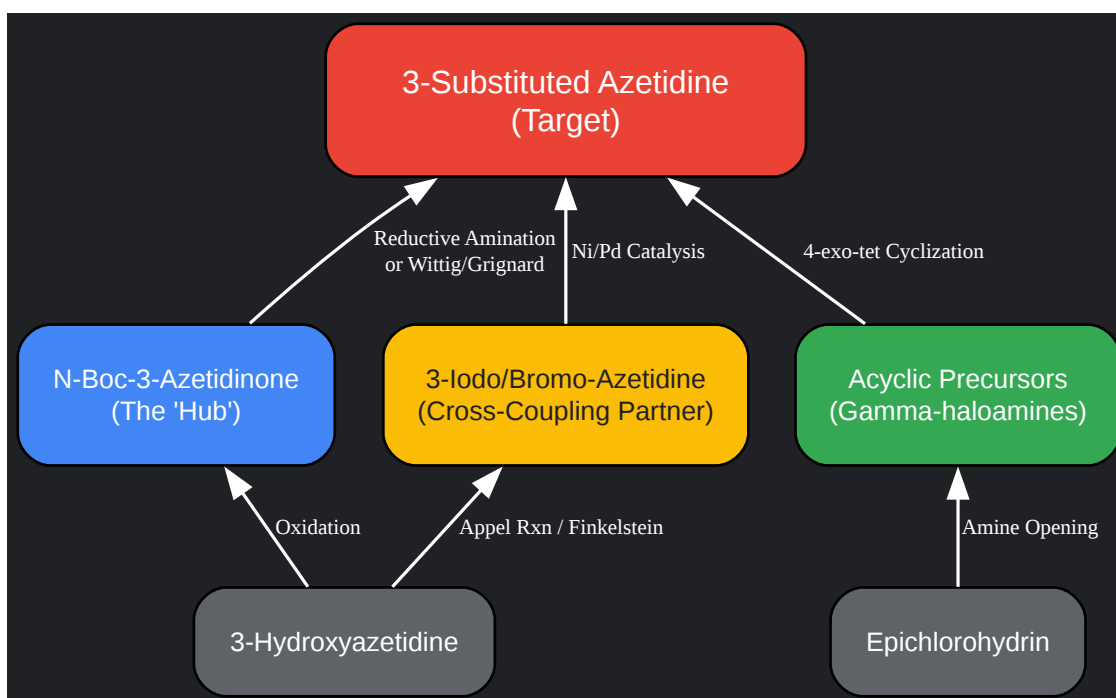 3-Substituted Azetidine
(Target)
Reductive Amination
or Wittig/Grignard
Ni/Pd Catalysis
4-exo-tet Cyclization
N-Boc-3-Azetidinone
(The 'Hub')
3-Iodo/Bromo-Azetidine
(Cross-Coupling Partner)
Acyclic Precursors
(Gamma-haloamines)
Oxidation
Appel Rxn / Finkelstein
Amine Opening
3-Hydroxyazetidine
Epichlorohydrin